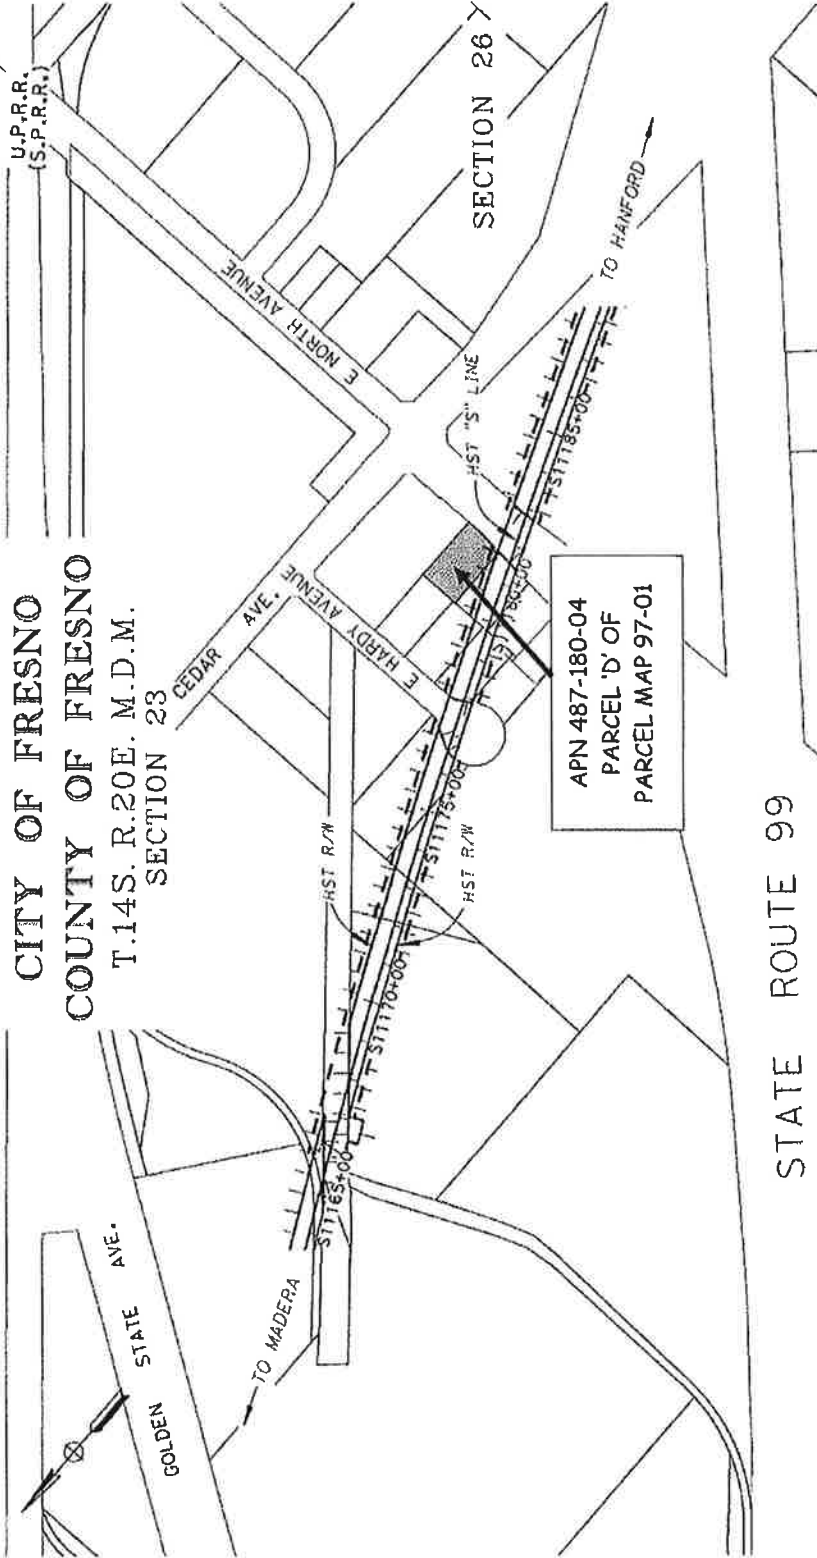 CITY OF FRESNO
COUNTY OF FRESNO
T.14S. R.20E. M.D.M.
SECTION 23
U.P.R.R.
(S.P.R.R.)
GOLDEN STATE AVE.
CEDAR AVE.
E NORTH AVENUE
E HARDY AVENUE
SECTION 26
TO MADERA
TO HANFORD
HST R/W
HST R/W
HST "S" LINE
S11165+00
S11170+00
S11175+00
S11185+00
APN 487-180-04
PARCEL 'D' OF
PARCEL MAP 97-01
STATE ROUTE 99